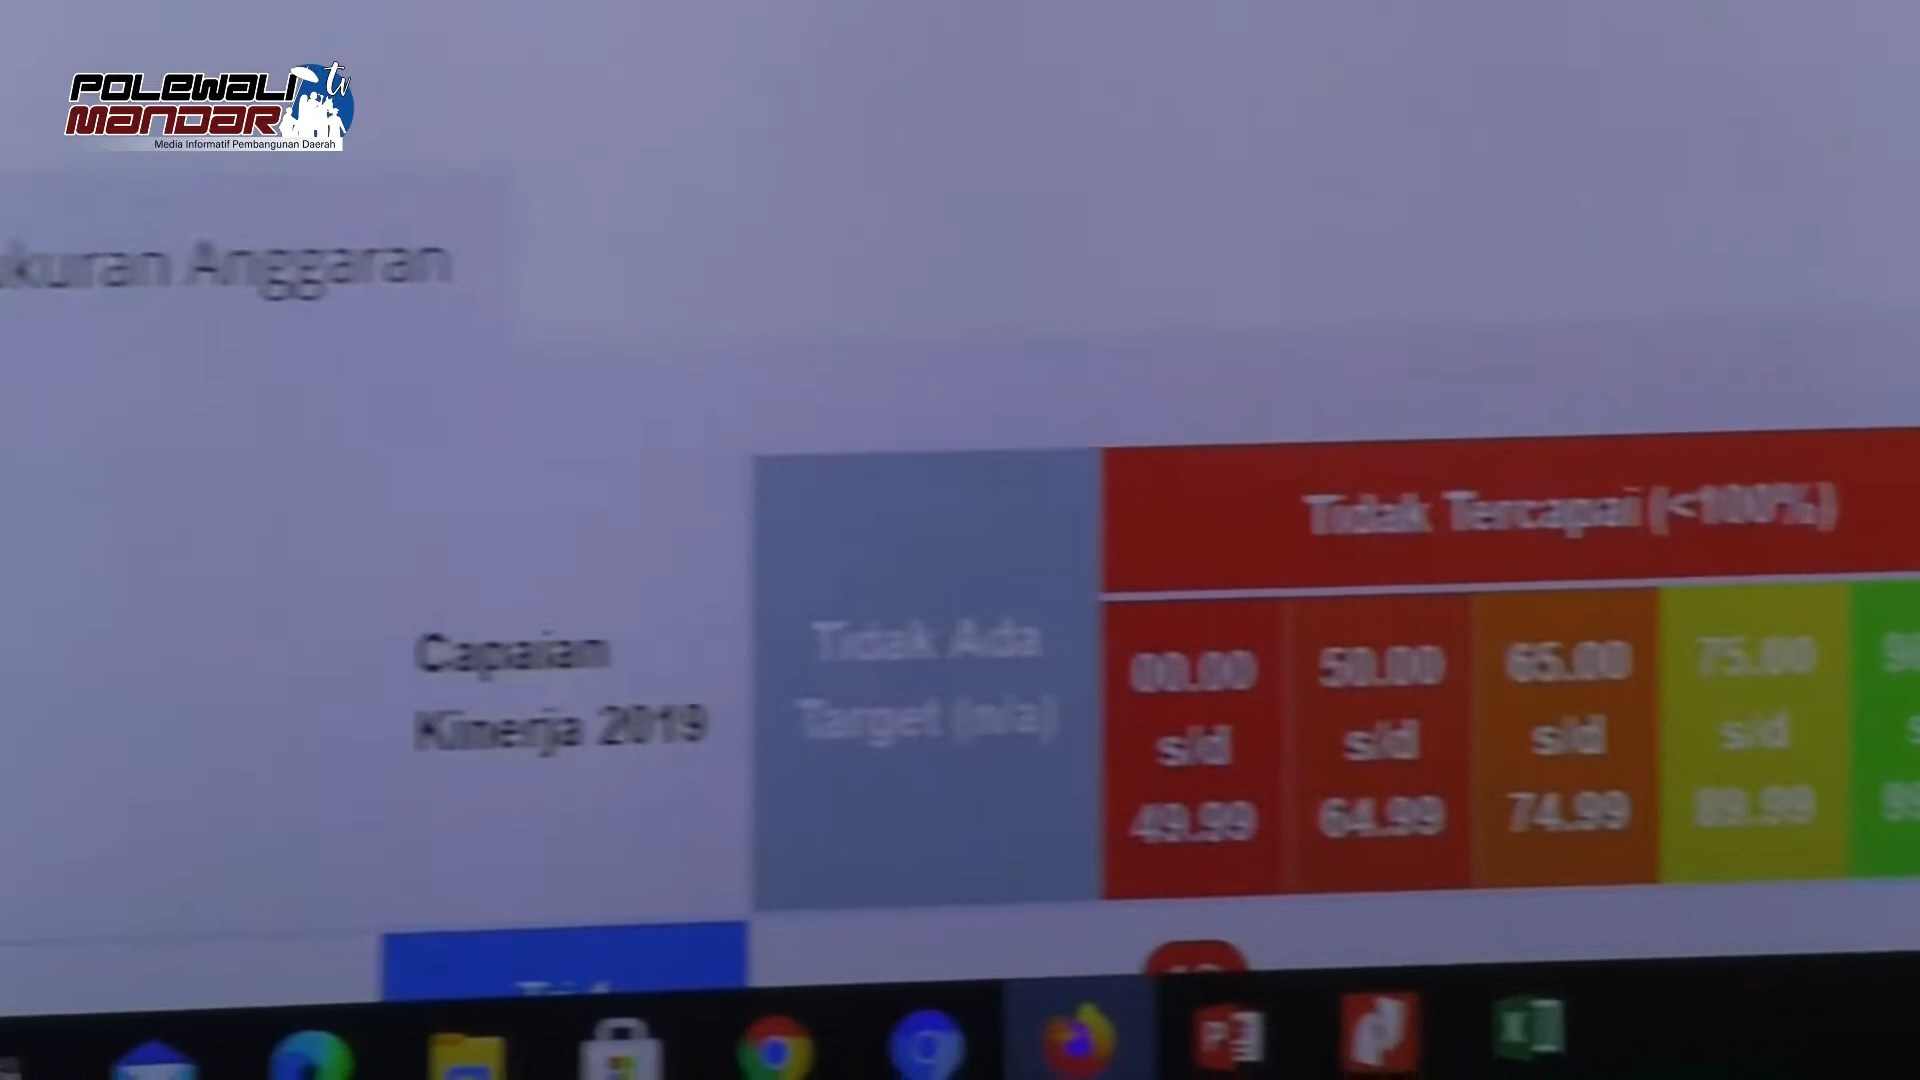 POLEWALI tv
MANDAR
Media Informatif Pembangunan Daerah
ukuran Anggaran
Tidak Tercapai (<100%)
Capaian
Kinerja 2019
Tidak Ada
Target (n/a)
00.00
s/d
49.99
50.00
s/d
64.99
65.00
s/d
74.99
75.00
s/d
89.99